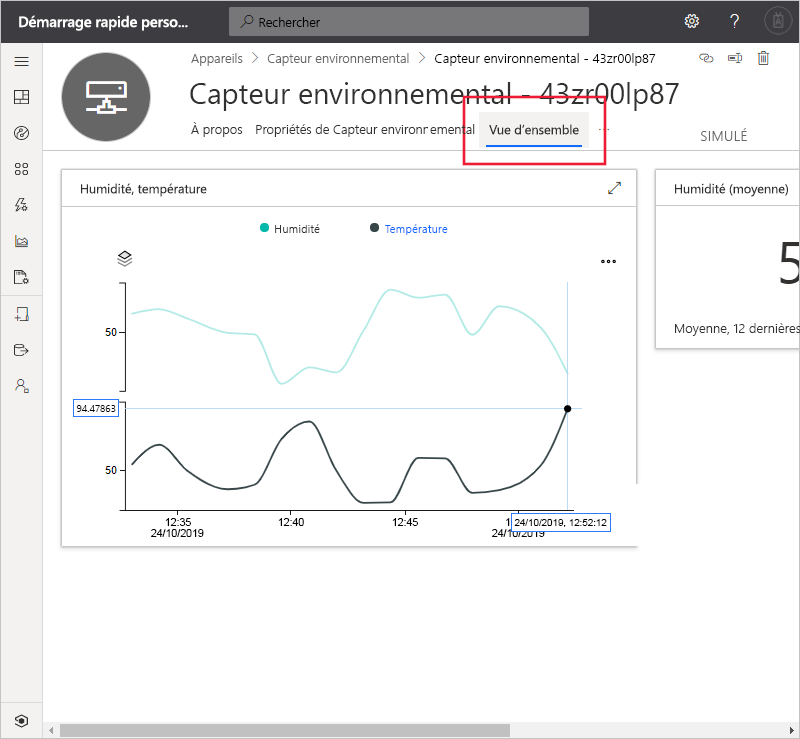 Démarrage rapide perso...
Rechercher
?
Appareils > Capteur environnemental > Capteur environnemental - 43zr00lp87
Capteur environnemental - 43zr00lp87
À propos Propriétés de Capteur environnemental Vue d'ensemble ...
SIMULÉ
Humidité, température
Humidité (moyenne)
Humidité Température
5
Moyenne, 12 dernières
50
94.47863
50
12:35 12:40 12:45
24/10/2019
24/10/2019, 12:52:12
24/10/2019